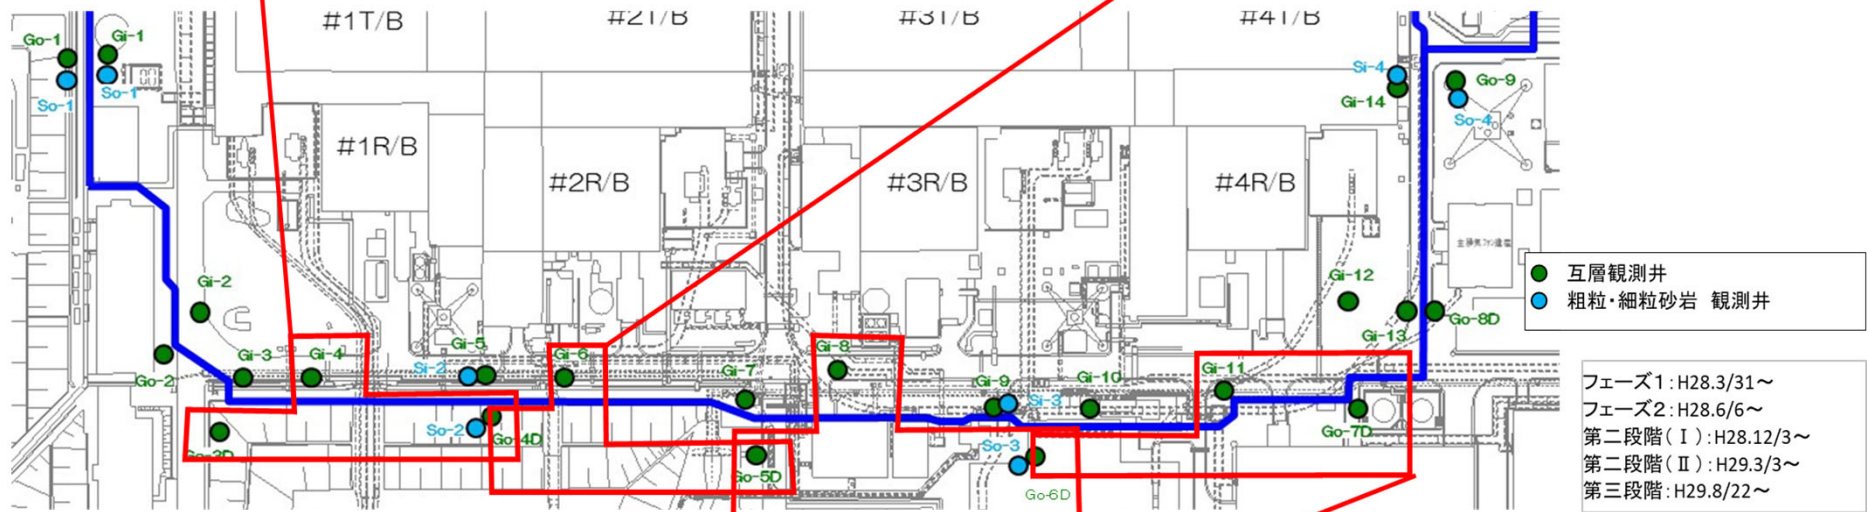 #1T/B
#2T/B
#3T/B
#4T/B
Go-1
Gi-1
So-1
So-1
Si-4
Gi-14
Go-9
So-4
#1R/B
#2R/B
#3R/B
#4R/B
Gi-2
Gi-12
Gi-13
Go-8D
互層観測井
粗粒・細粒砂岩 観測井
Go-2
Gi-3
Gi-4
Gi-5
Si-2
Gi-6
Gi-7
Gi-8
Gi-9
Si-3
Gi-10
Gi-11
Go-3D
So-2
Go-4D
Go-5D
So-3
Go-6D
Go-7D
フェーズ1:H28.3/31~
フェーズ2:H28.6/6~
第二段階(Ⅰ):H28.12/3~
第二段階(Ⅱ):H29.3/3~
第三段階:H29.8/22~